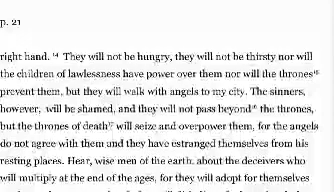 p. 21
right hand. ¹⁴ They will not be hungry, they will not be thirsty nor will
the children of lawlessness have power over them nor will the thrones¹⁵
prevent them, but they will walk with angels to my city. The sinners,
however, will be shamed, and they will not pass beyond¹⁶ the thrones,
but the thrones of death¹⁷ will seize and overpower them, for the angels
do not agree with them and they have estranged themselves from his
resting places. Hear, wise men of the earth, about the deceivers who
will multiply at the end of the ages, for they will adopt for themselves